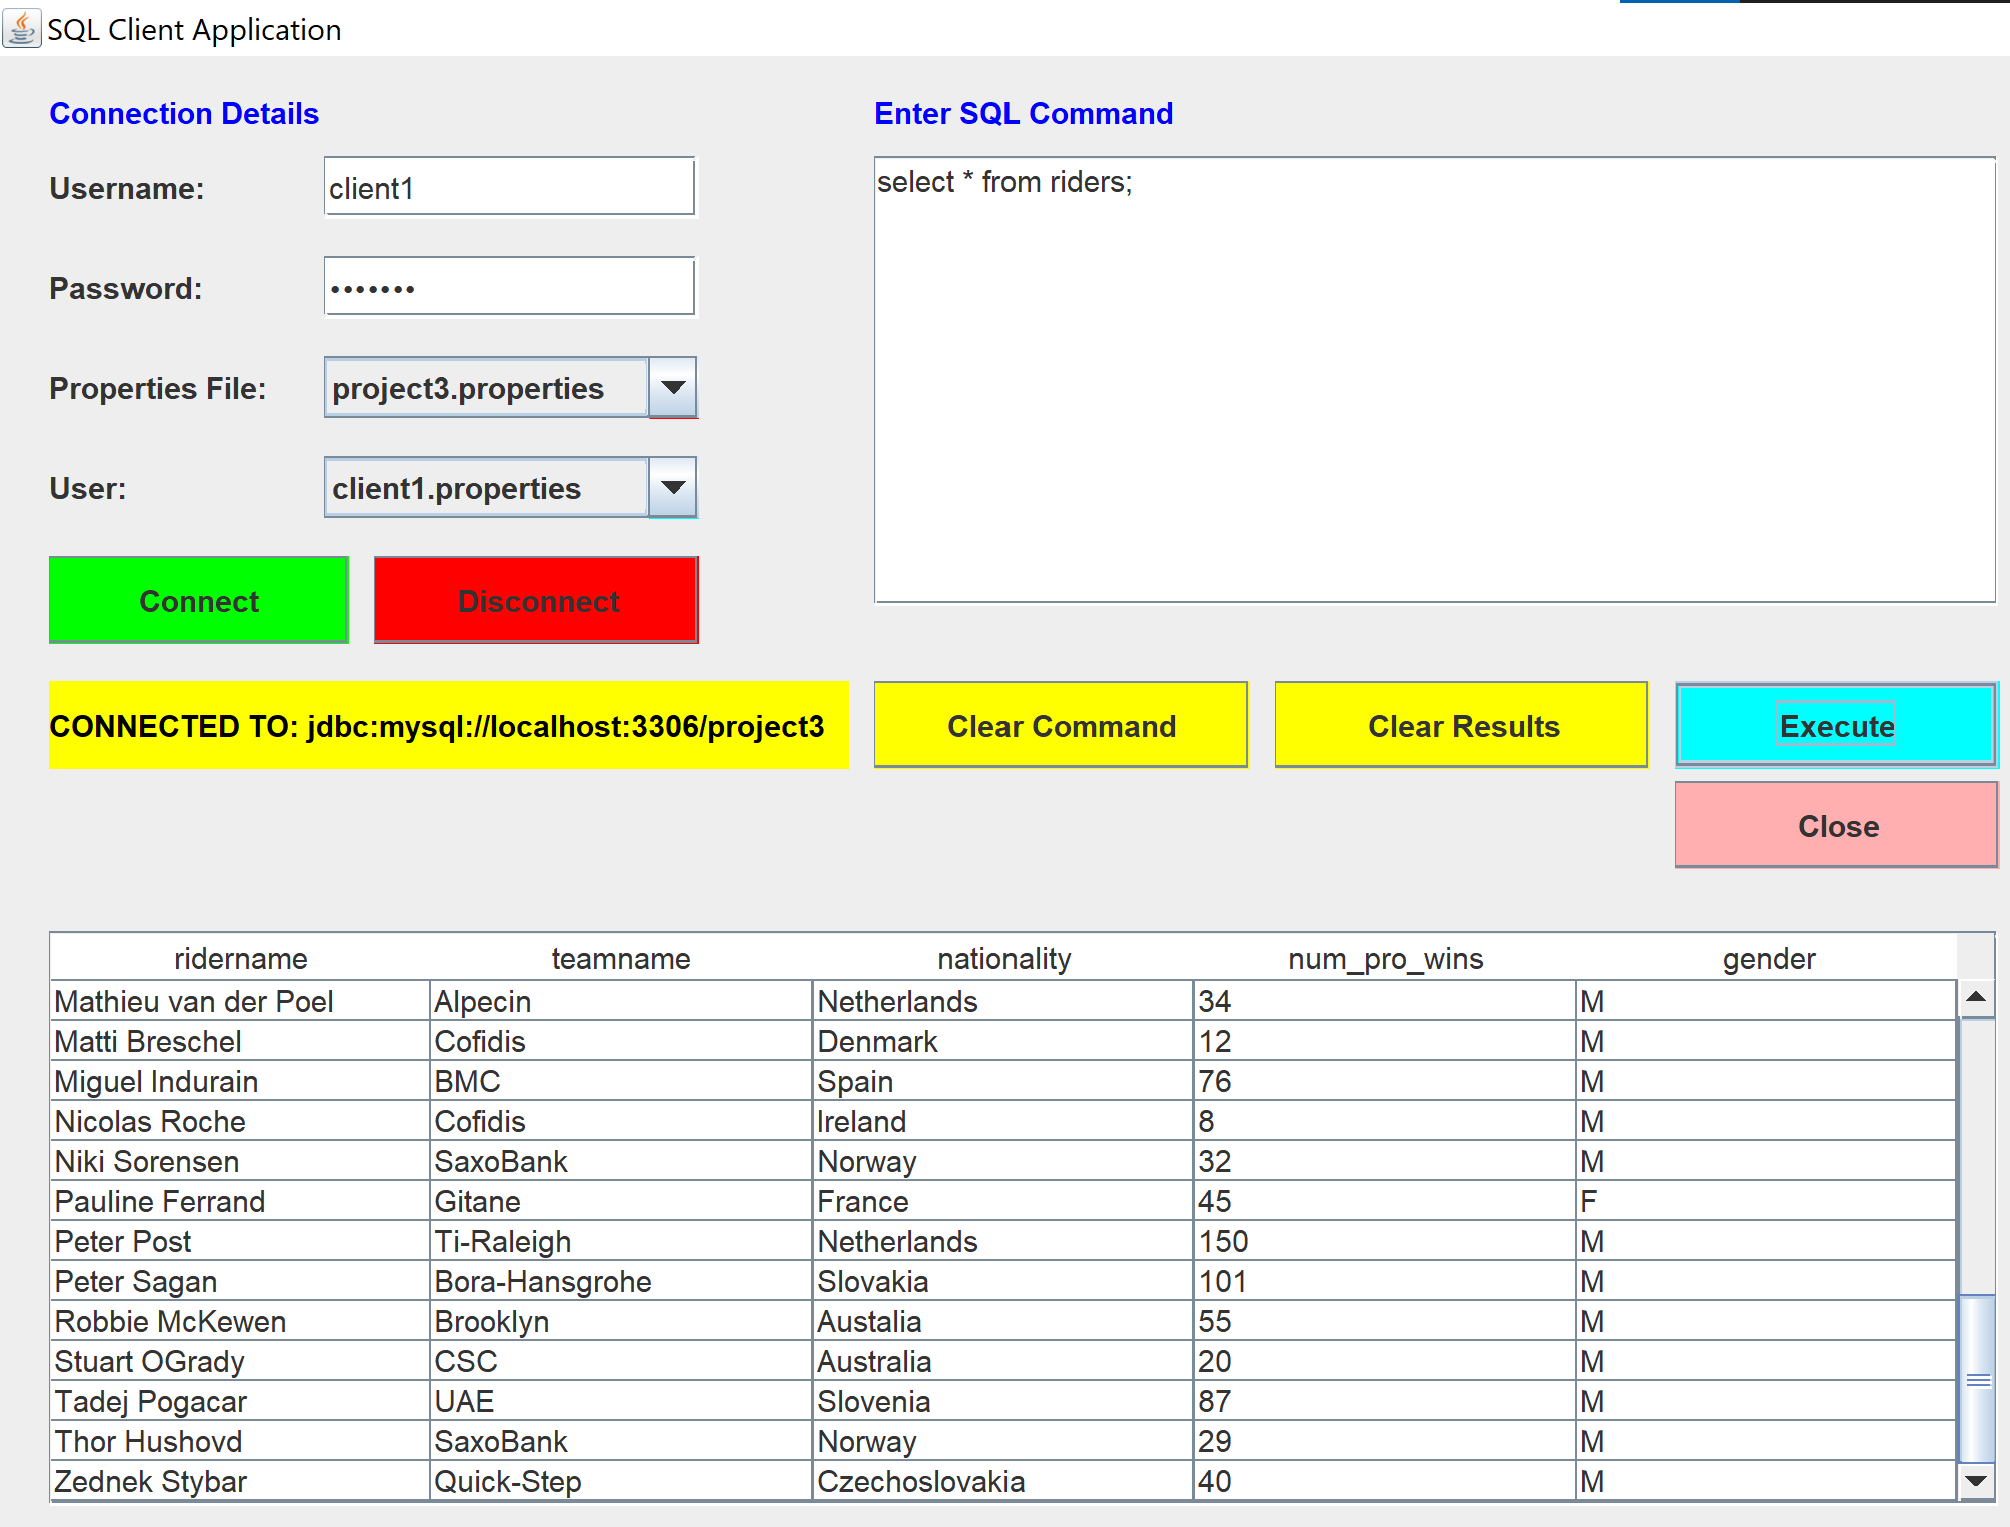 SQL Client Application
Connection Details
Enter SQL Command
Username:
client1
select * from riders;
Password:
•••••••
Properties File:
project3.properties
User:
client1.properties
Connect
Disconnect
CONNECTED TO: jdbc:mysql://localhost:3306/project3
Clear Command
Clear Results
Execute
Close
ridername teamname nationality num_pro_wins gender
Mathieu van der Poel Alpecin Netherlands 34 M
Matti Breschel Cofidis Denmark 12 M
Miguel Indurain BMC Spain 76 M
Nicolas Roche Cofidis Ireland 8 M
Niki Sorensen SaxoBank Norway 32 M
Pauline Ferrand Gitane France 45 F
Peter Post Ti-Raleigh Netherlands 150 M
Peter Sagan Bora-Hansgrohe Slovakia 101 M
Robbie McKewen Brooklyn Austalia 55 M
Stuart OGrady CSC Australia 20 M
Tadej Pogacar UAE Slovenia 87 M
Thor Hushovd SaxoBank Norway 29 M
Zednek Stybar Quick-Step Czechoslovakia 40 M